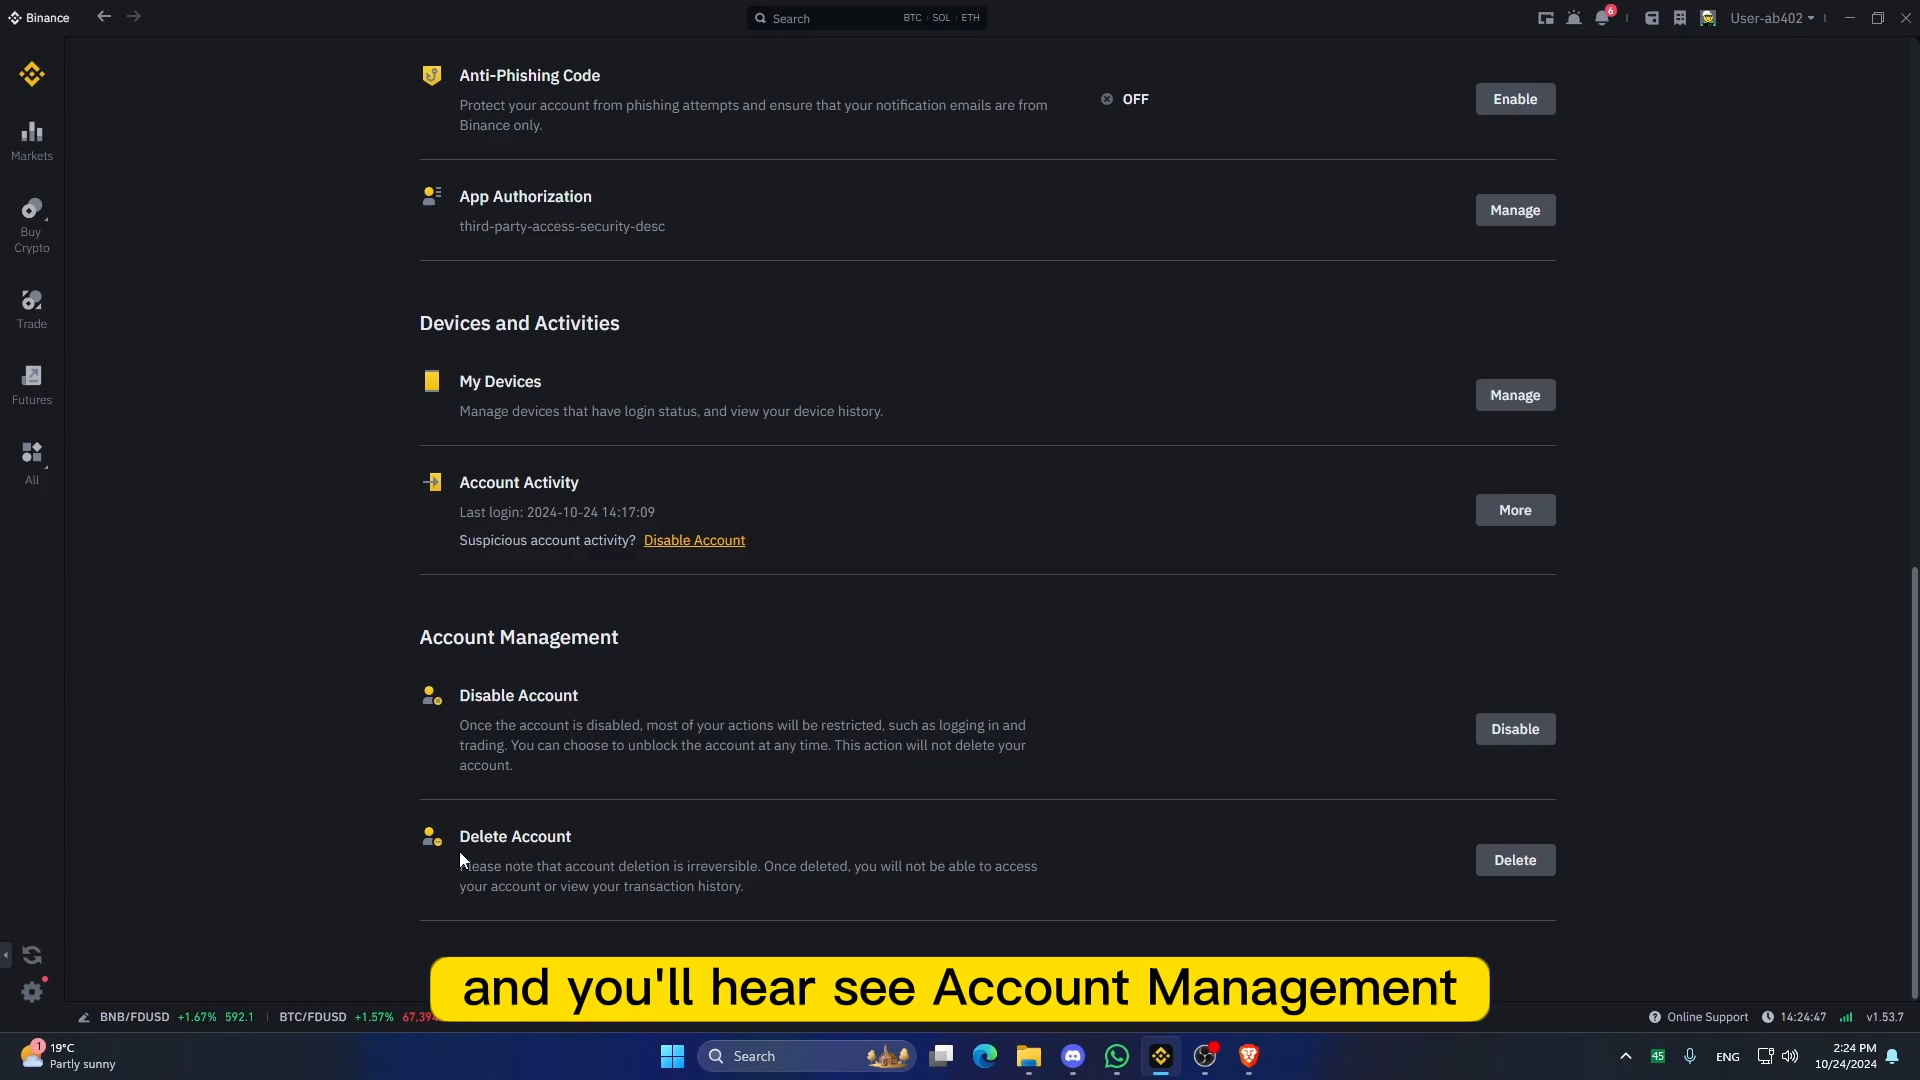 Binance
Search BTC SOL ETH
6
User-ab402
Anti-Phishing Code
Protect your account from phishing attempts and ensure that your notification emails are from
Binance only.
OFF
Enable
Markets
App Authorization
third-party-access-security-desc
Manage
Buy
Crypto
Trade
Devices and Activities
My Devices
Manage devices that have login status, and view your device history.
Manage
Futures
All
Account Activity
Last login: 2024-10-24 14:17:09
Suspicious account activity? Disable Account
More
Account Management
Disable Account
Once the account is disabled, most of your actions will be restricted, such as logging in and
trading. You can choose to unblock the account at any time. This action will not delete your
account.
Disable
Delete Account
lease note that account deletion is irreversible. Once deleted, you will not be able to access
your account or view your transaction history.
Delete
and you'll hear see Account Management
BNB/FDUSD +1.67% 592.1 BTC/FDUSD +1.57% 67,394
Online Support 14:24:47 v1.53.7
1
19°C
Partly sunny
Search
45
ENG
2:24 PM
10/24/2024